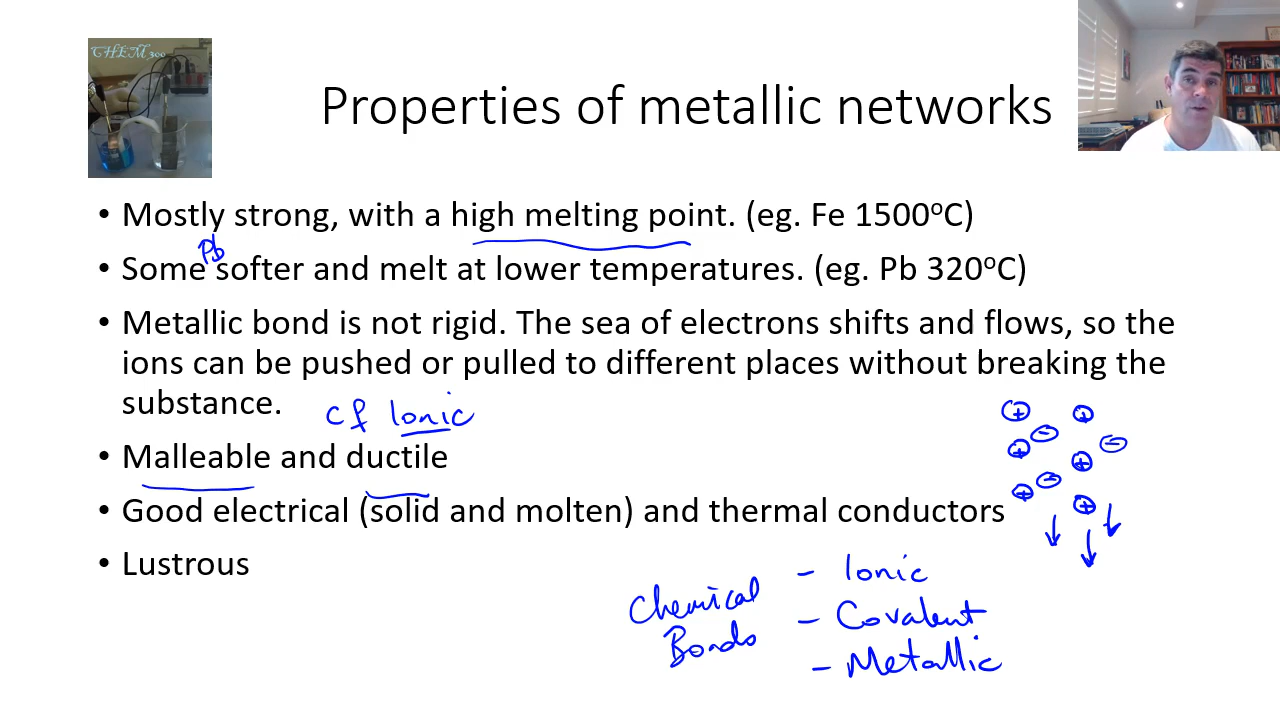 CHEM 300
Properties of metallic networks
• Mostly strong, with a high melting point. (eg. Fe 1500ºC)
Pb
• Some softer and melt at lower temperatures. (eg. Pb 320ºC)
• Metallic bond is not rigid. The sea of electrons shifts and flows, so the
ions can be pushed or pulled to different places without breaking the
substance.
cf Ionic
• Malleable and ductile
• Good electrical (solid and molten) and thermal conductors
• Lustrous
+ +
-
+ -
+
-
+ +
Chemical
Bonds
- Ionic
- Covalent
- Metallic